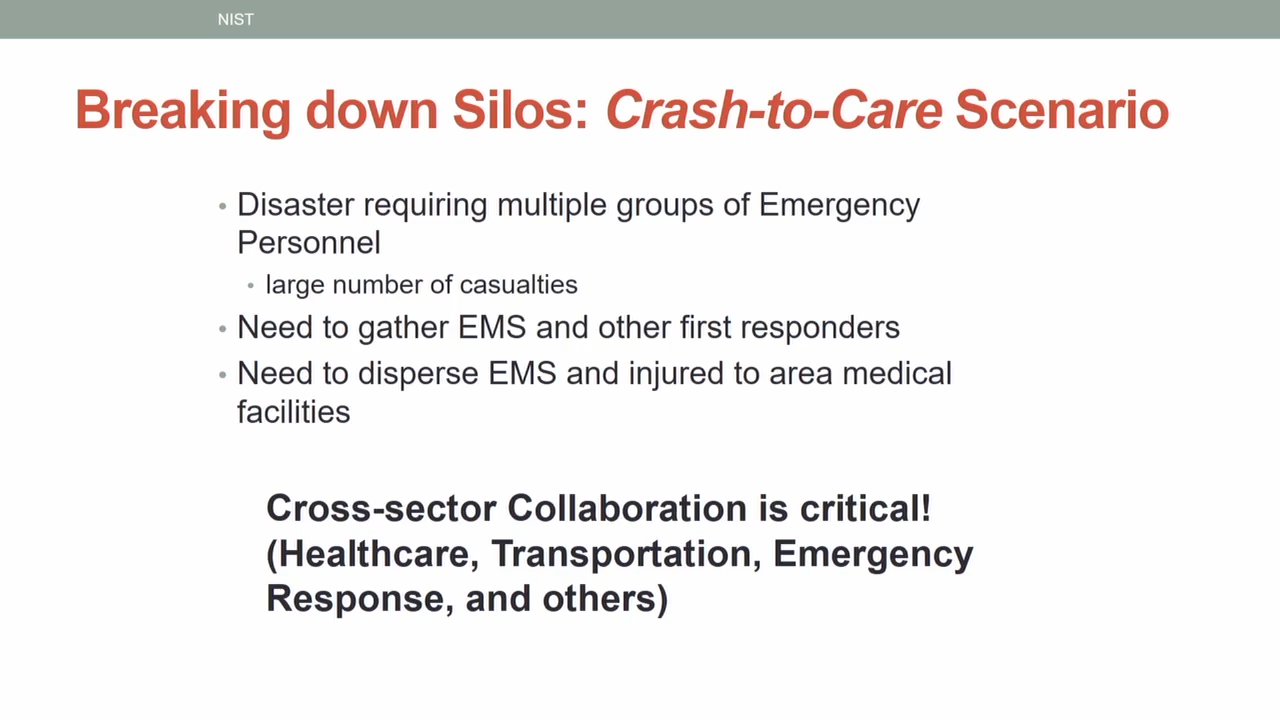 NIST
Breaking down Silos: Crash-to-Care Scenario
• Disaster requiring multiple groups of Emergency
Personnel
• large number of casualties
• Need to gather EMS and other first responders
• Need to disperse EMS and injured to area medical
facilities
Cross-sector Collaboration is critical!
(Healthcare, Transportation, Emergency
Response, and others)